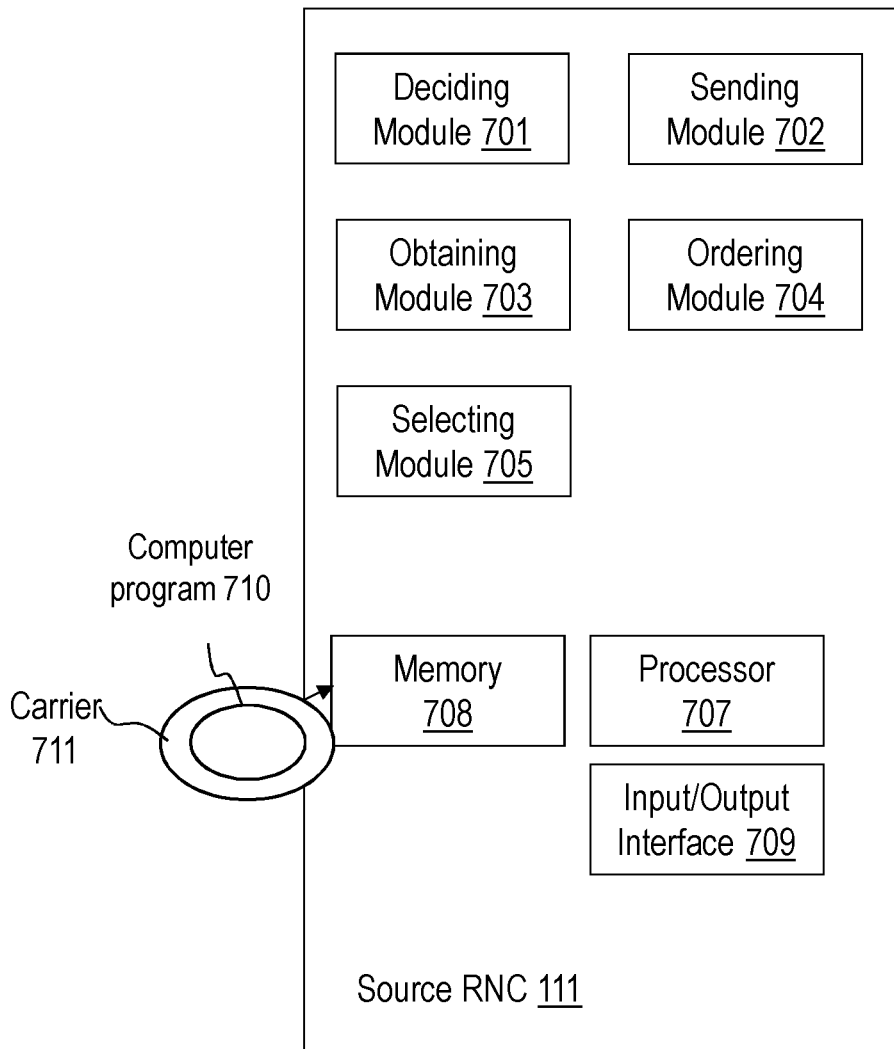 Deciding
Module 701
Sending
Module 702
Obtaining
Module 703
Ordering
Module 704
Selecting
Module 705
Computer
program 710
Carrier
711
Memory
708
Processor
707
Input/Output
Interface 709
Source RNC 111